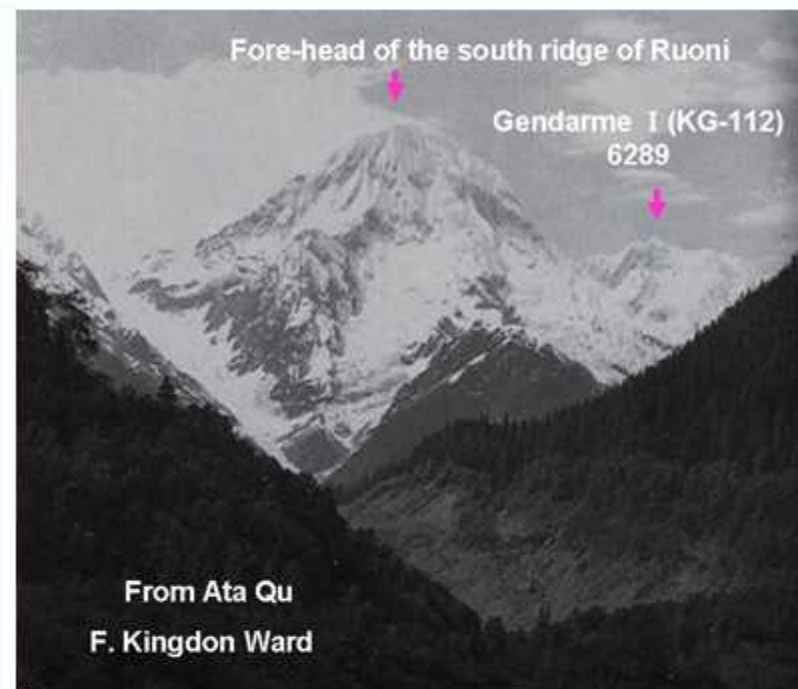 Fore-head of the south ridge of Ruoni
Gendarme I (KG-112)
6289
From Ata Qu
F. Kingdon Ward